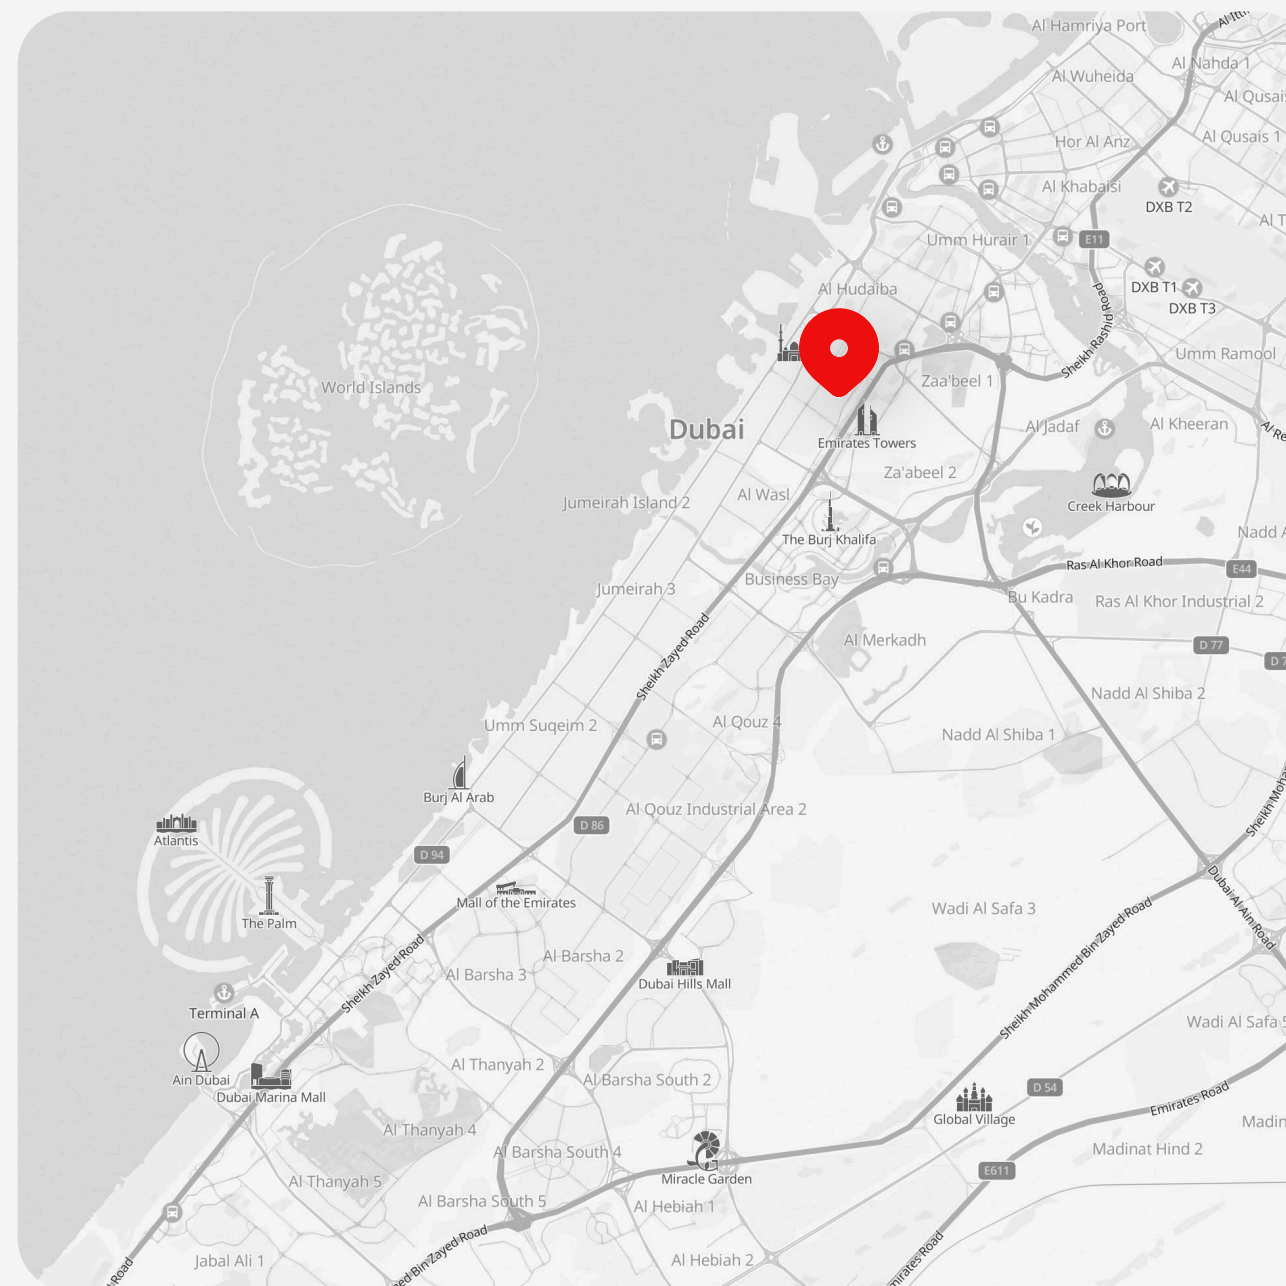 Al Hamriya Port
Al Nahda 1
Al Wuheida
Al Qusais 1
Hor Al Anz
Al Khabaisi
DXB T2
Umm Hurair 1
E11
DXB T1
Al Hudaiba
DXB T3
Sheikh Rashid Road
Umm Ramool
World Islands
Zaa'beel 1
Dubai
Al Jadaf
Al Kheeran
Emirates Towers
Za'abeel 2
Jumeirah Island 2
Al Wasl
Creek Harbour
The Burj Khalifa
Ras Al Khor Road
E44
Business Bay
Jumeirah 3
Bu Kadra
Ras Al Khor Industrial 2
Al Merkadh
D 77
Sheikh Zayed Road
Nadd Al Shiba 2
Umm Suqeim 2
Al Qouz 4
Nadd Al Shiba 1
Burj Al Arab
Al Qouz Industrial Area 2
D 86
Atlantis
D 94
Mall of the Emirates
Wadi Al Safa 3
Dubai Al Ain Road
The Palm
Al Barsha 2
Sheikh Zayed Road
Al Barsha 3
Dubai Hills Mall
Sheikh Mohammed Bin Zayed Road
Terminal A
Al Thanyah 2
Ain Dubai
Al Barsha South 2
D 54
Dubai Marina Mall
Emirates Road
Global Village
Al Thanyah 4
Al Barsha South 4
Madinat Hind 2
E611
Miracle Garden
Al Thanyah 5
Al Barsha South 5
Al Hebiah 1
Bin Zayed Road
Jabal Ali 1
Al Hebiah 2
Road